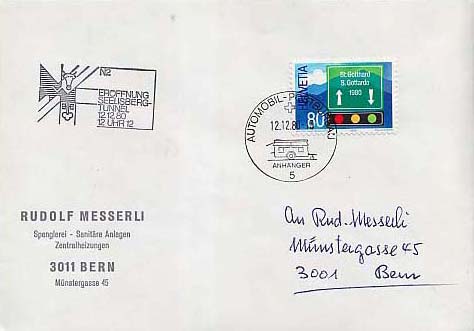 N2
ERÖFFNUNG
SEELISBERG-
TUNNEL
12.12.80
12 UHR 12
HELVETIA
St. Gotthard
S. Gottardo
1980
80
AUTOMOBIL-
12.12.80
ANHÄNGER
5
RUDOLF MESSERLI
Spenglerei - Sanitäre Anlagen
Zentralheizungen
3011 BERN
Münstergasse 45
An Rud. Messerli
Münstergasse 45
3001 Bern